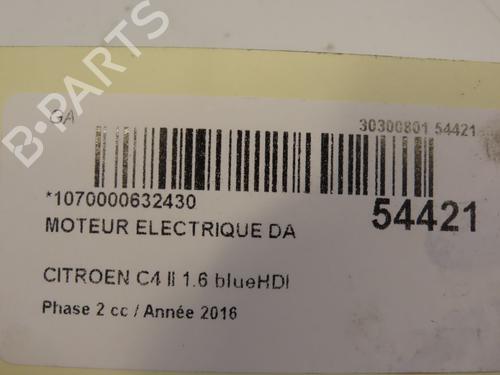 B-PARTS
GA
30300801 54421
*1070000632430
54421
MOTEUR ELECTRIQUE DA
CITROEN C4 II 1.6 blueHDI
Phase 2 cc / Année 2016